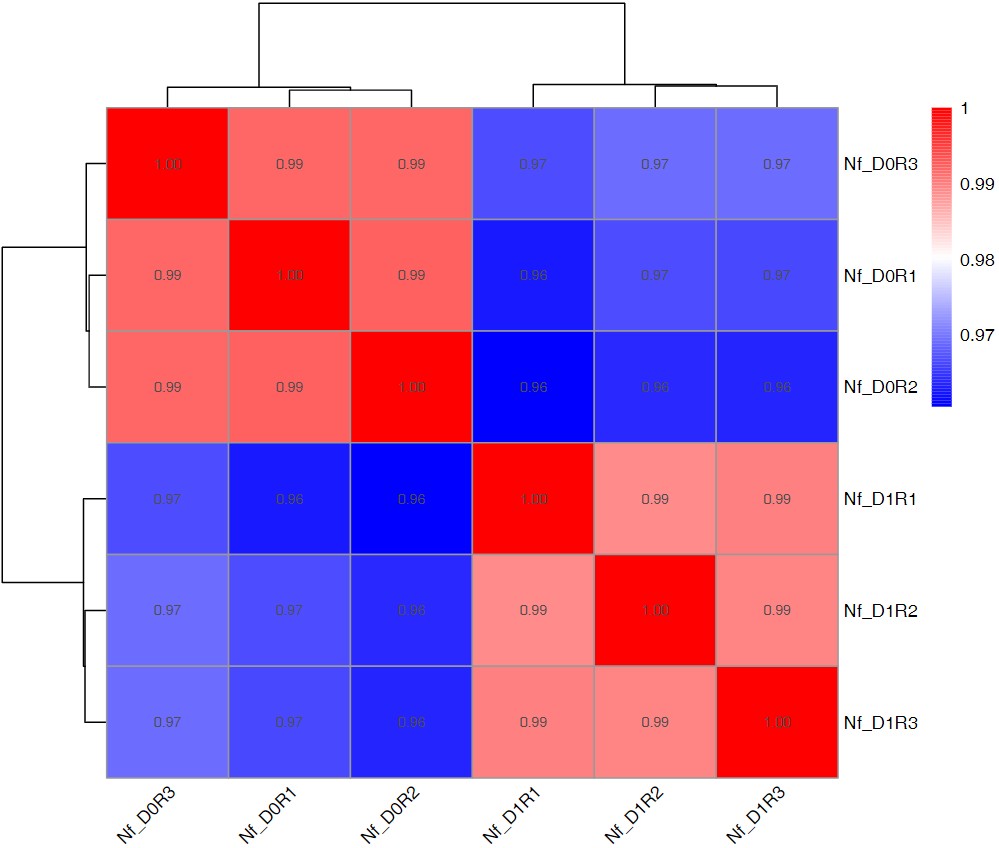 1.00 0.99 0.99 0.97 0.97 0.97 Nf_D0R3
0.99 1.00 0.99 0.96 0.97 0.97 Nf_D0R1
0.99 0.99 1.00 0.96 0.96 0.96 Nf_D0R2
0.97 0.96 0.96 1.00 0.99 0.99 Nf_D1R1
0.97 0.97 0.96 0.99 1.00 0.99 Nf_D1R2
0.97 0.97 0.96 0.99 0.99 1.00 Nf_D1R3
Nf_D0R3 Nf_D0R1 Nf_D0R2 Nf_D1R1 Nf_D1R2 Nf_D1R3
1
0.99
0.98
0.97